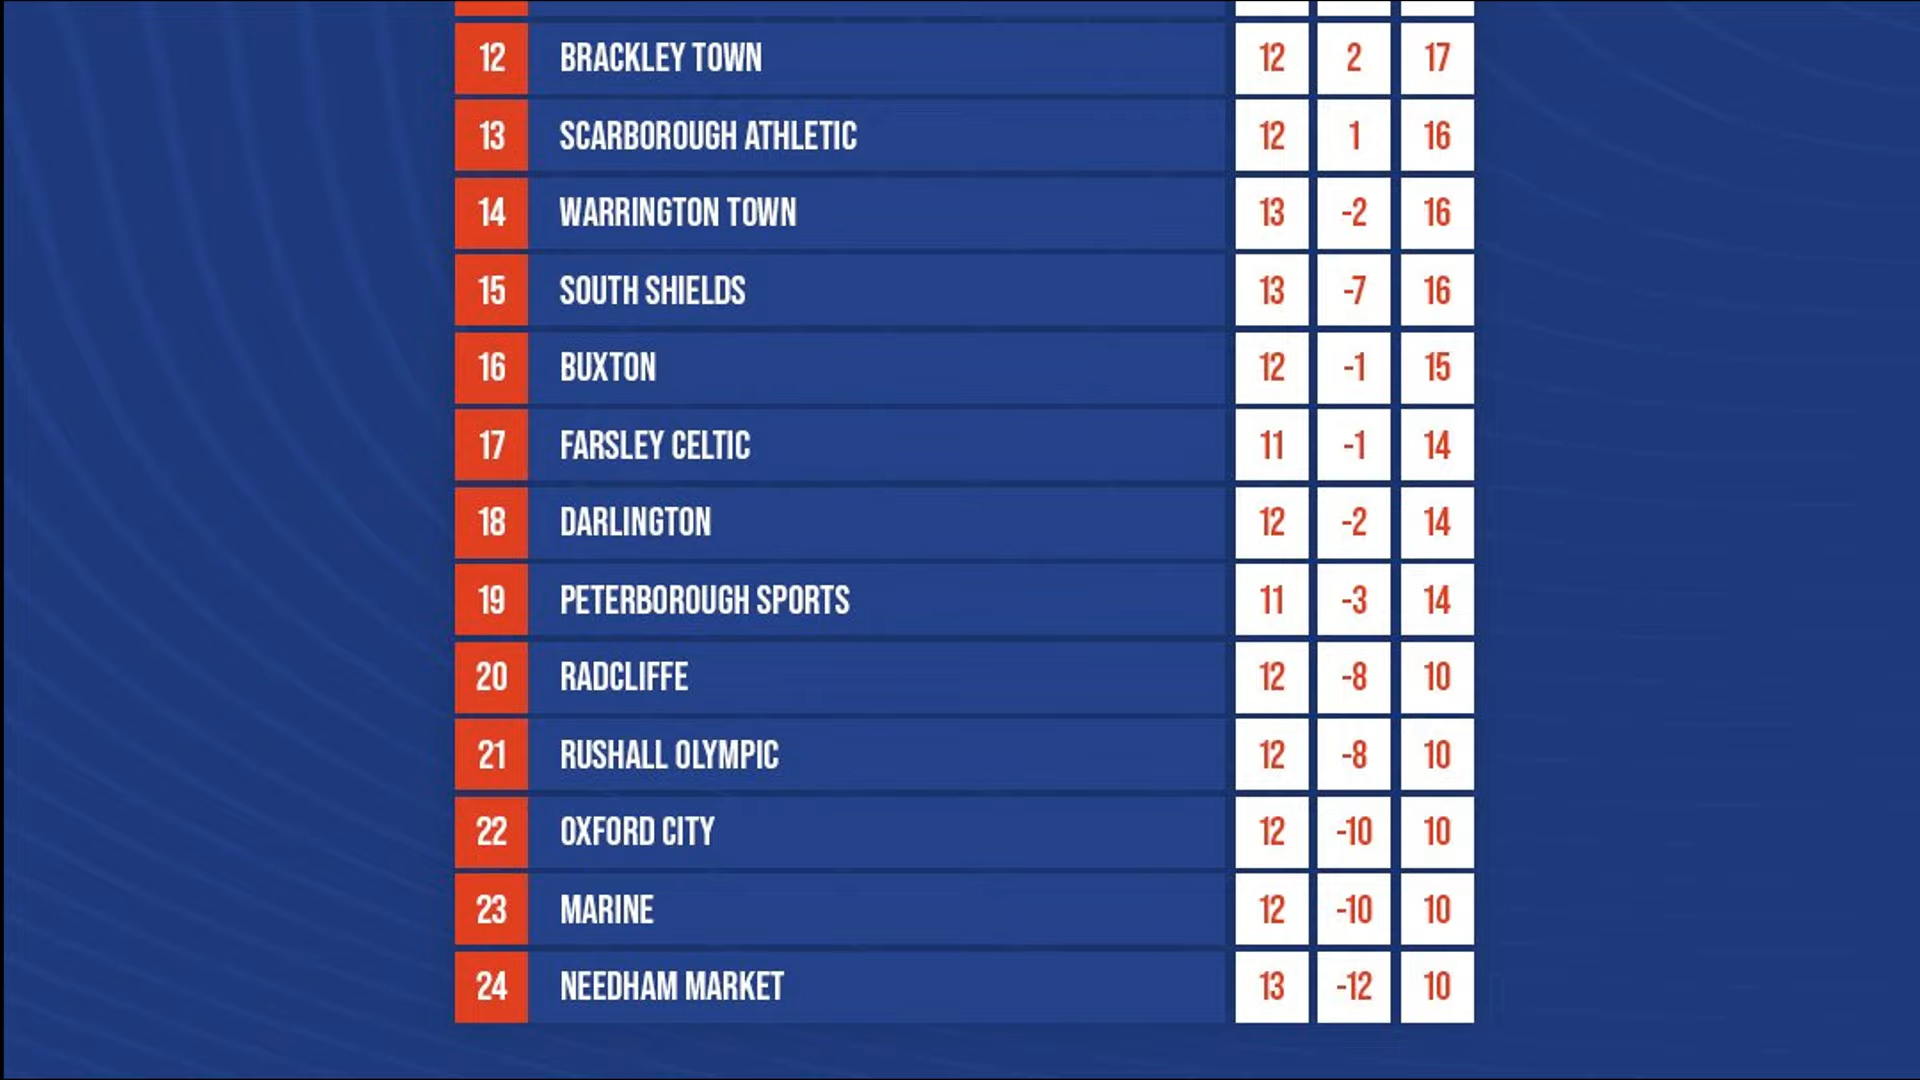 12 BRACKLEY TOWN 12 2 17
13 SCARBOROUGH ATHLETIC 12 1 16
14 WARRINGTON TOWN 13 -2 16
15 SOUTH SHIELDS 13 -7 16
16 BUXTON 12 -1 15
17 FARSLEY CELTIC 11 -1 14
18 DARLINGTON 12 -2 14
19 PETERBOROUGH SPORTS 11 -3 14
20 RADCLIFFE 12 -8 10
21 RUSHALL OLYMPIC 12 -8 10
22 OXFORD CITY 12 -10 10
23 MARINE 12 -10 10
24 NEEDHAM MARKET 13 -12 10